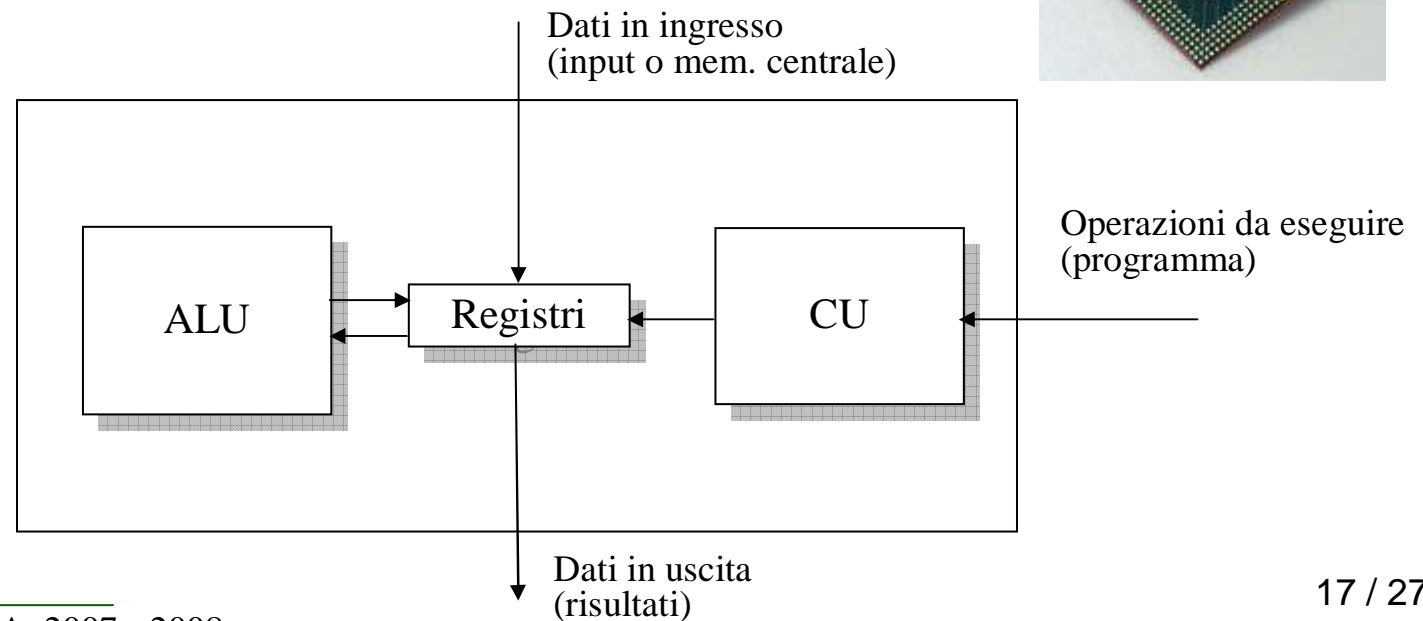 Dati in ingresso
(input o mem. centrale)
Operazioni da eseguire
(programma)
ALU
Registri
CU
Dati in uscita
(risultati)
17 / 27